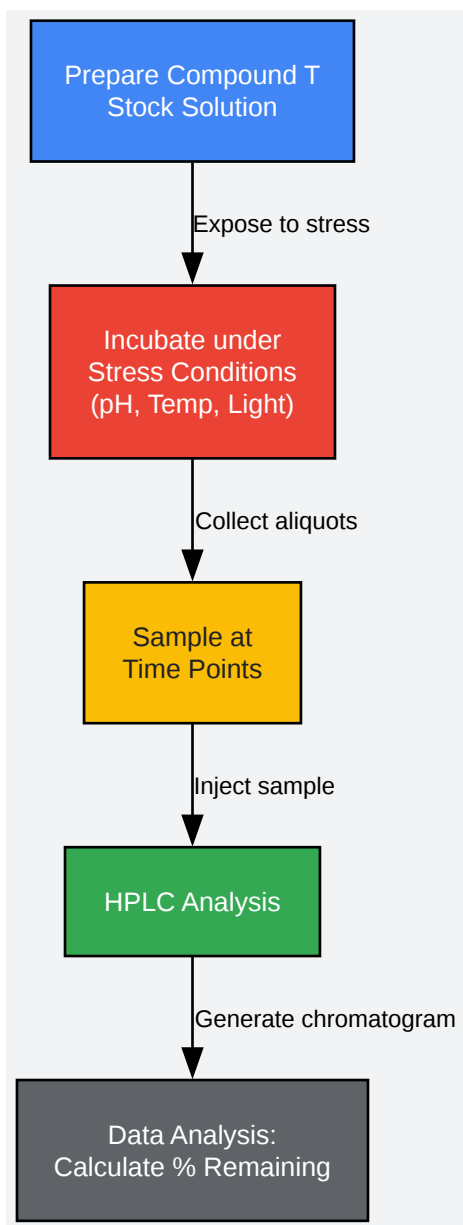 Prepare Compound T
Stock Solution
Expose to stress
Incubate under
Stress Conditions
(pH, Temp, Light)
Collect aliquots
Sample at
Time Points
Inject sample
HPLC Analysis
Generate chromatogram
Data Analysis:
Calculate % Remaining